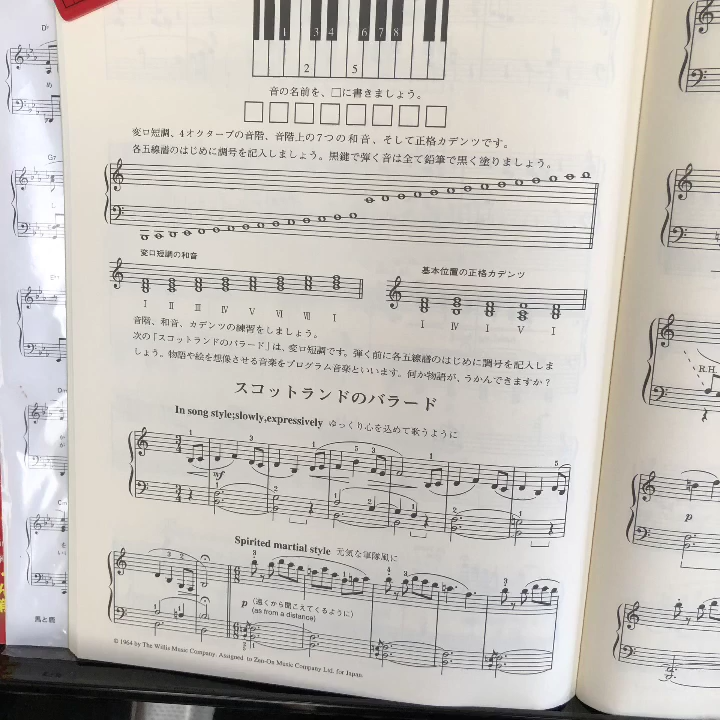 1 3 4 6 7 8
2 5
音の名前を、□に書きましょう。
変ロ短調、4オクターブの音階、音階上の7つの和音、そして正格カデンツです。
各五線譜のはじめに調号を記入しましょう。黒鍵で弾く音は全て鉛筆で黒く塗りましょう。
変ロ短調の和音
基本位置の正格カデンツ
I II III IV V VI VII I
I IV I V I
音階、和音、カデンツの練習をしましょう。
次の「スコットランドのバラード」は、変ロ短調です。弾く前に各五線譜のはじめに調号を記入しま
しょう。物語や絵を想像させる音楽をプログラム音楽といいます。何か物語が、うかんできますか?
スコットランドのバラード
In song style;slowly,expressively ゆっくり心を込めて歌うように
mf
Spirited martial style 元気な軍隊風に
p (遠くから聞こえてくるように)
(as from a distance)
© 1964 by The Willis Music Company. Assigned to Zen-On Music Company Ltd. for Japan
R.H.
p
G7
馬と鹿